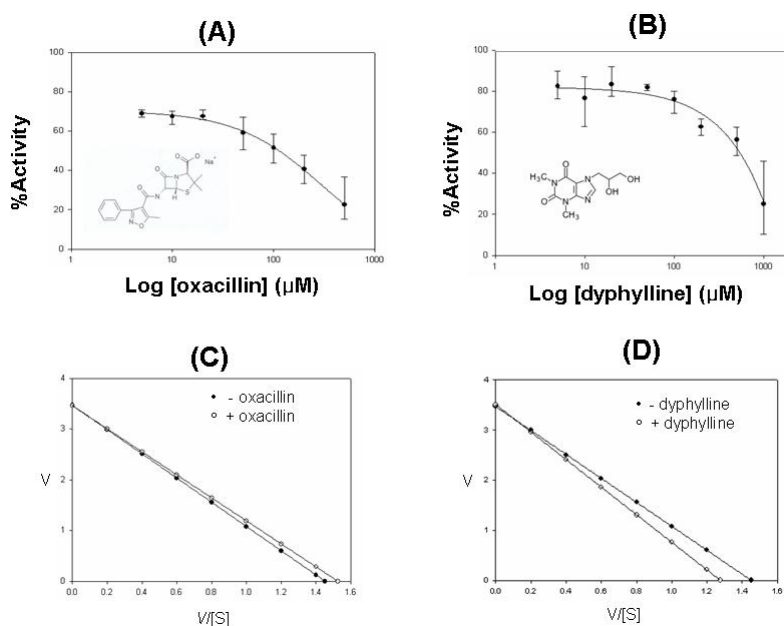 (A)
%Activity
100
80
60
40
20
0
1
10
100
1000
Log [oxacillin] (µM)
O
O⁻
Na⁺
O
N
S
H
N
O
N
O
(B)
%Activity
100
80
60
40
20
0
1
10
100
1000
Log [dyphylline] (µM)
O
H₃C
N
N
OH
OH
O
N
N
CH₃
(C)
V
4
3
2
1
0
0.0
0.2
0.4
0.6
0.8
1.0
1.2
1.4
1.6
V/[S]
- oxacillin
+ oxacillin
(D)
V
4
3
2
1
0
0.0
0.2
0.4
0.6
0.8
1.0
1.2
1.4
1.6
V/[S]
- dyphylline
+ dyphylline